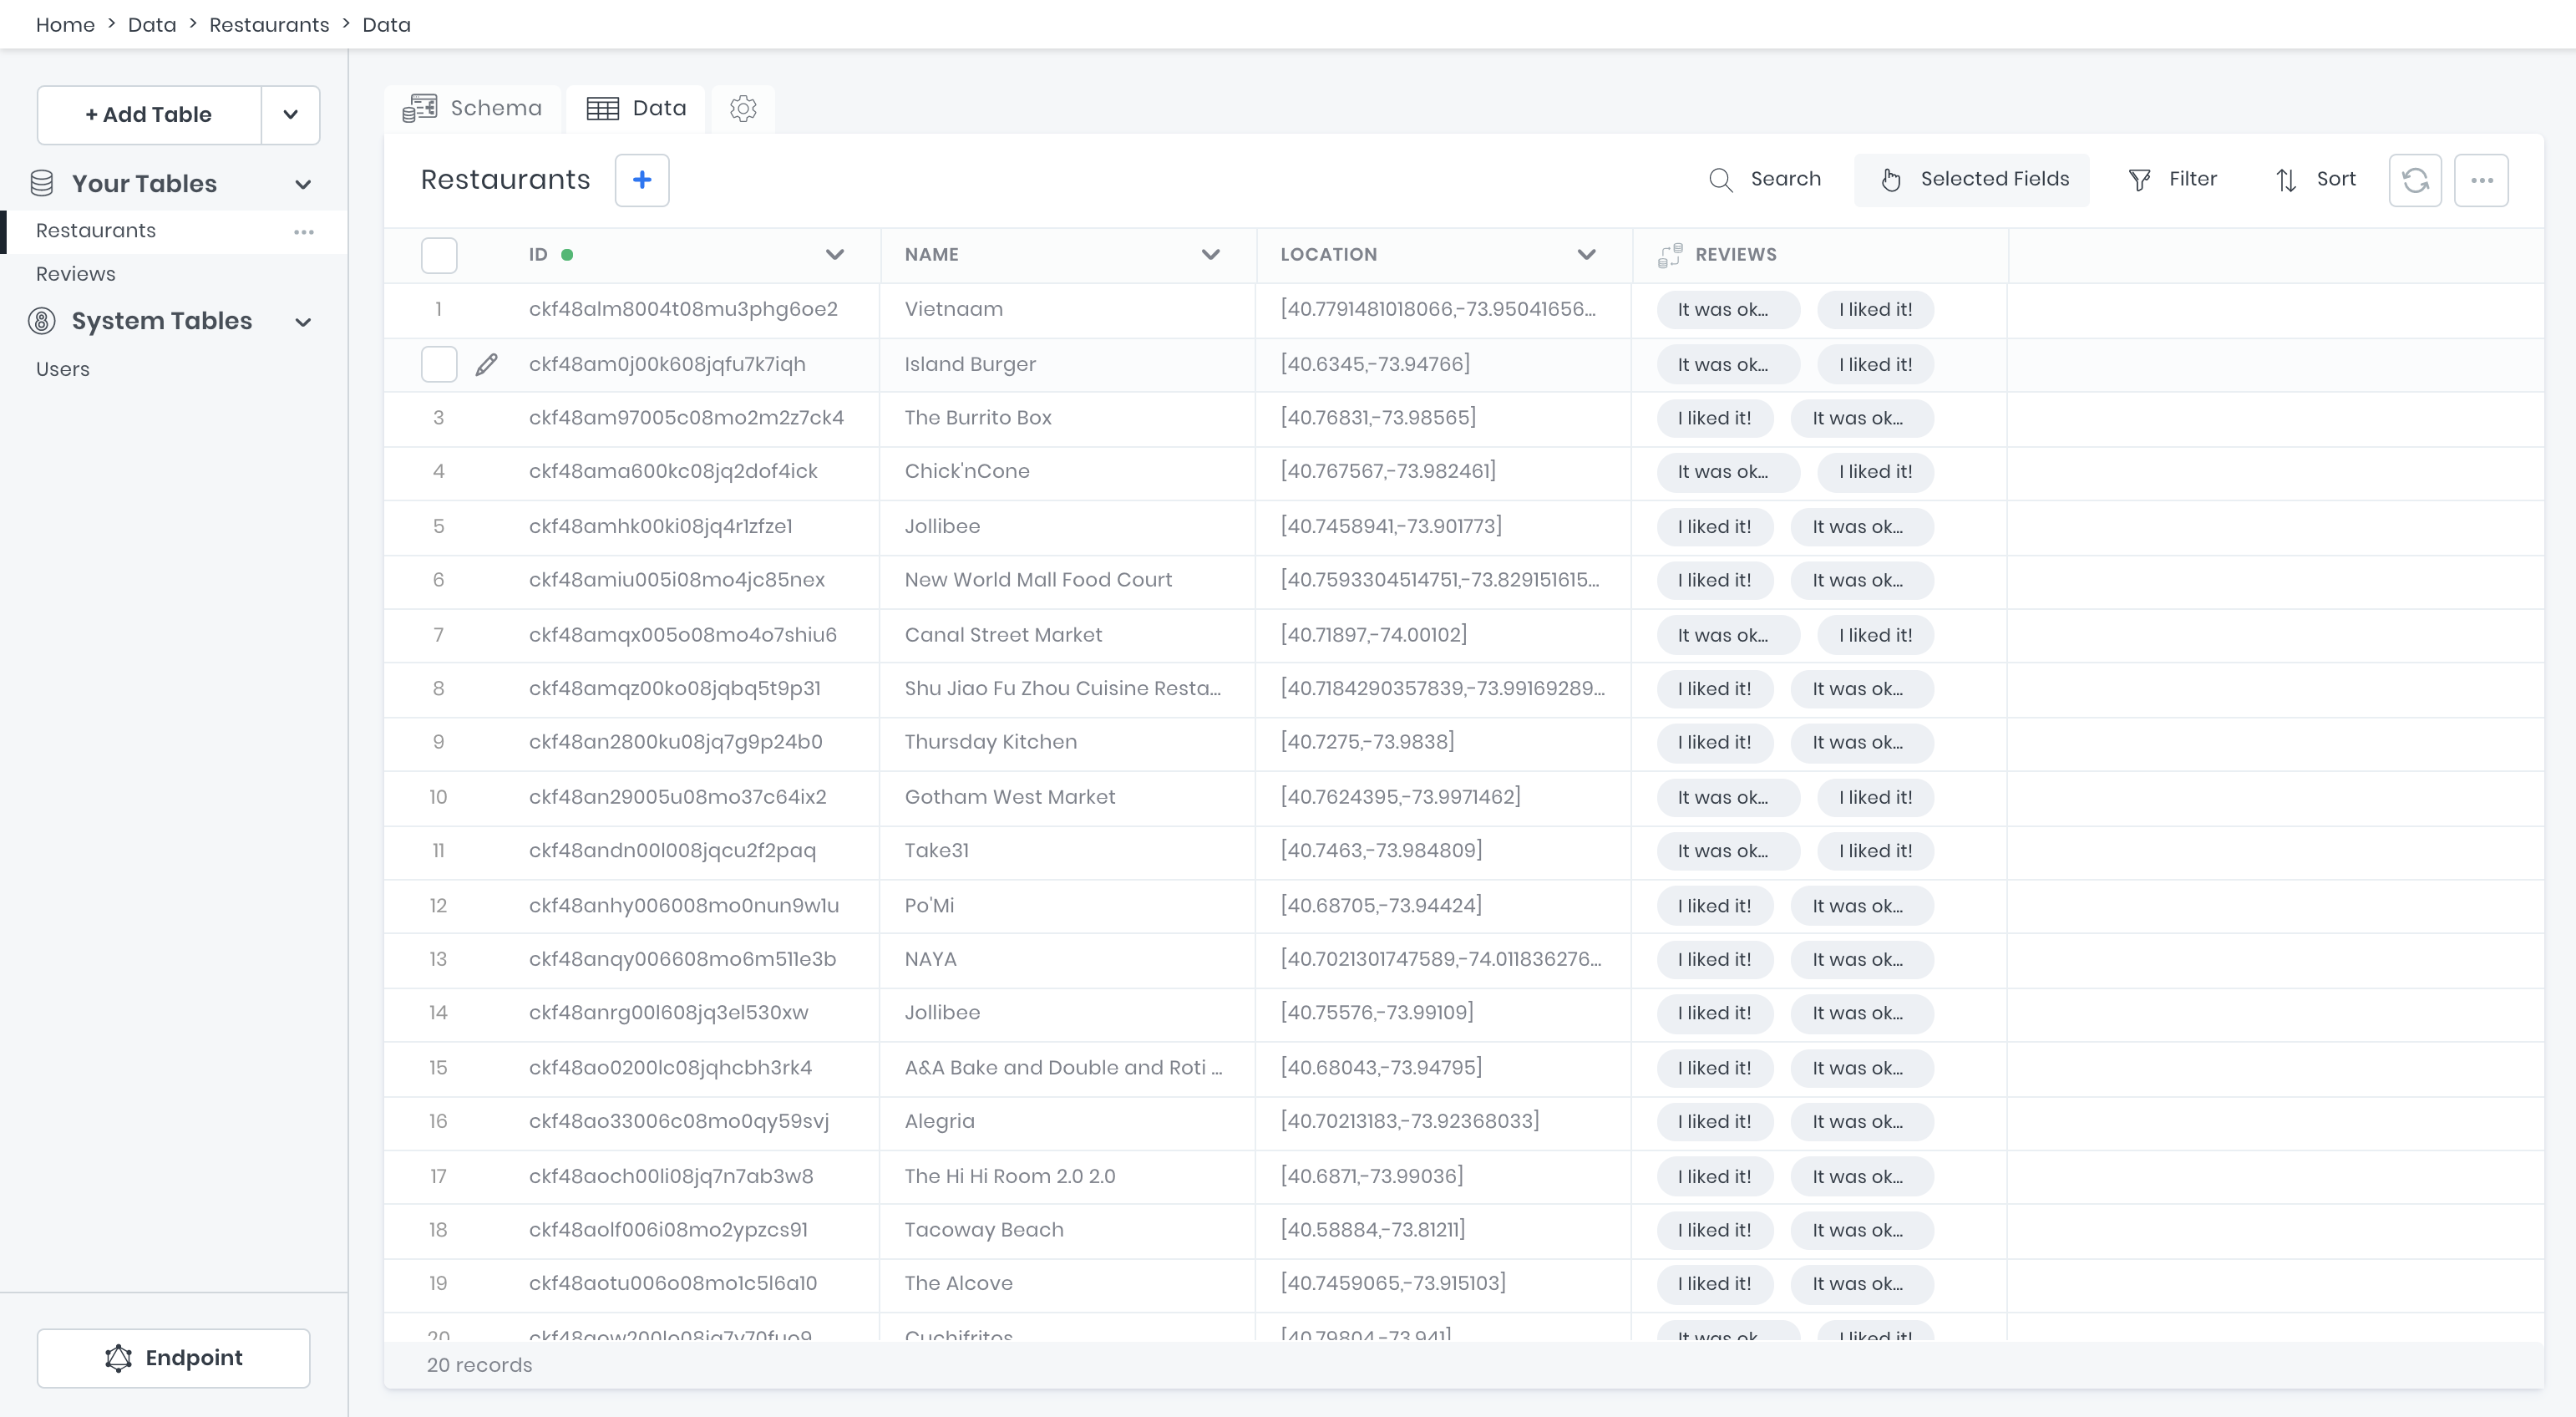 Home > Data > Restaurants > Data
+ Add Table
Your Tables
Restaurants
Reviews
System Tables
Users
Endpoint
Schema Data
Restaurants + Search Selected Fields Filter Sort
ID NAME LOCATION REVIEWS
1 ckf48alm8004t08mu3phg6oe2 Vietnaam [40.7791481018066,-73.95041656... It was ok... I liked it!
ckf48am0j00k608jqfu7k7iqh Island Burger [40.6345,-73.94766] It was ok... I liked it!
3 ckf48am97005c08mo2m2z7ck4 The Burrito Box [40.76831,-73.98565] I liked it! It was ok...
4 ckf48ama600kc08jq2dof4ick Chick'nCone [40.767567,-73.982461] It was ok... I liked it!
5 ckf48amhk00ki08jq4r1zfze1 Jollibee [40.7458941,-73.901773] I liked it! It was ok...
6 ckf48amiu005i08mo4jc85nex New World Mall Food Court [40.7593304514751,-73.829151615... I liked it! It was ok...
7 ckf48amqx005o08mo4o7shiu6 Canal Street Market [40.71897,-74.00102] It was ok... I liked it!
8 ckf48amqz00ko08jqbq5t9p31 Shu Jiao Fu Zhou Cuisine Resta... [40.7184290357839,-73.99169289... I liked it! It was ok...
9 ckf48an2800ku08jq7g9p24b0 Thursday Kitchen [40.7275,-73.9838] I liked it! It was ok...
10 ckf48an29005u08mo37c64ix2 Gotham West Market [40.7624395,-73.9971462] It was ok... I liked it!
11 ckf48andn00l008jqcu2f2paq Take31 [40.7463,-73.984809] It was ok... I liked it!
12 ckf48anhy006008mo0nun9w1u Po'Mi [40.68705,-73.94424] I liked it! It was ok...
13 ckf48anqy006608mo6m511e3b NAYA [40.7021301747589,-74.011836276... I liked it! It was ok...
14 ckf48anrg00l608jq3el530xw Jollibee [40.75576,-73.99109] I liked it! It was ok...
15 ckf48ao0200lc08jqhcbh3rk4 A&A Bake and Double and Roti ... [40.68043,-73.94795] I liked it! It was ok...
16 ckf48ao33006c08mo0qy59svj Alegria [40.70213183,-73.92368033] I liked it! It was ok...
17 ckf48aoch00li08jq7n7ab3w8 The Hi Hi Room 2.0 2.0 [40.6871,-73.99036] I liked it! It was ok...
18 ckf48aolf006i08mo2ypzcs91 Tacoway Beach [40.58884,-73.81211] I liked it! It was ok...
19 ckf48aotu006o08mo1c5l6a10 The Alcove [40.7459065,-73.915103] I liked it! It was ok...
20 Cuchifritos [40.79804,-73.941] It was ok... I liked it!
20 records